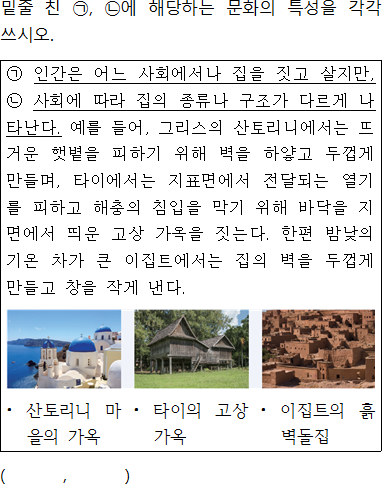 밑줄 친 ㉠, ㉡에 해당하는 문화의 특성을 각각
쓰시오.
㉠ 인간은 어느 사회에서나 집을 짓고 살지만,
㉡ 사회에 따라 집의 종류나 구조가 다르게 나
타난다. 예를 들어, 그리스의 산토리니에서는 뜨
거운 햇볕을 피하기 위해 벽을 하얗고 두껍게
만들며, 타이에서는 지표면에서 전달되는 열기
를 피하고 해충의 침입을 막기 위해 바닥을 지
면에서 띄운 고상 가옥을 짓는다. 한편 밤낮의
기온 차가 큰 이집트에서는 집의 벽을 두껍게
만들고 창을 작게 낸다.
• 산토리니 마을의 가옥
• 타이의 고상 가옥
• 이집트의 흙벽돌집
( , )